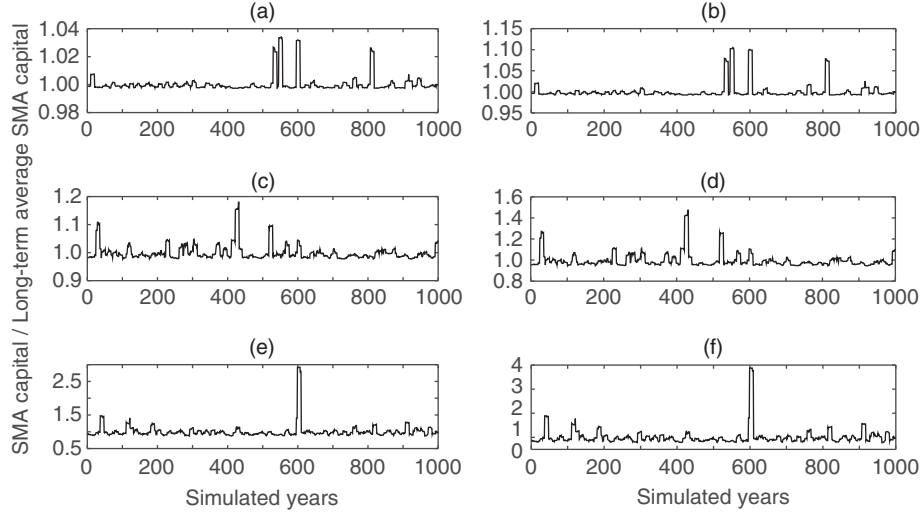 (a)
1.04
1.02
1.00
0.98
0 200 400 600 800 1000
(b)
1.15
1.10
1.05
1.00
0.95
0 200 400 600 800 1000
SMA capital / Long-term average SMA capital
(c)
1.2
1.1
1.0
0.9
0 200 400 600 800 1000
(d)
1.6
1.4
1.2
1.0
0.8
0 200 400 600 800 1000
(e)
2.5
1.5
0.5
0 200 400 600 800 1000
Simulated years
(f)
4
3
2
1
0
0 200 400 600 800 1000
Simulated years